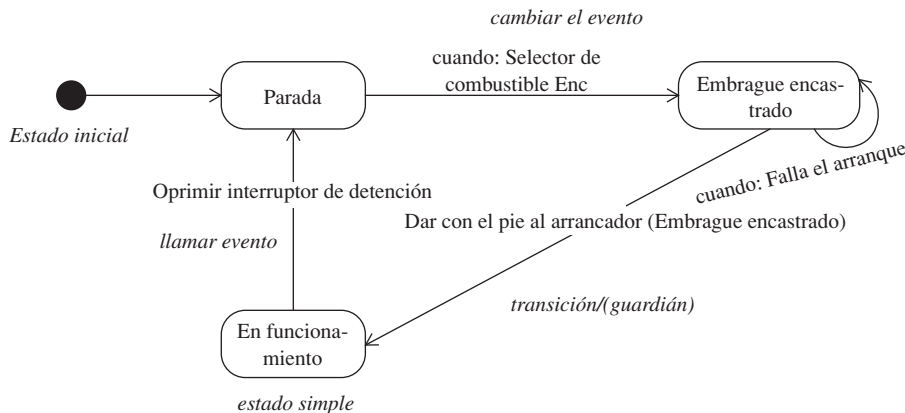 cambiar el evento
cuando: Selector de
combustible Enc
Parada
Embrague encas-
trado
Estado inicial
cuando: Falla el arranque
Oprimir interruptor de detención
Dar con el pie al arrancador (Embrague encastrado)
llamar evento
transición/(guardián)
En funciona-
miento
estado simple